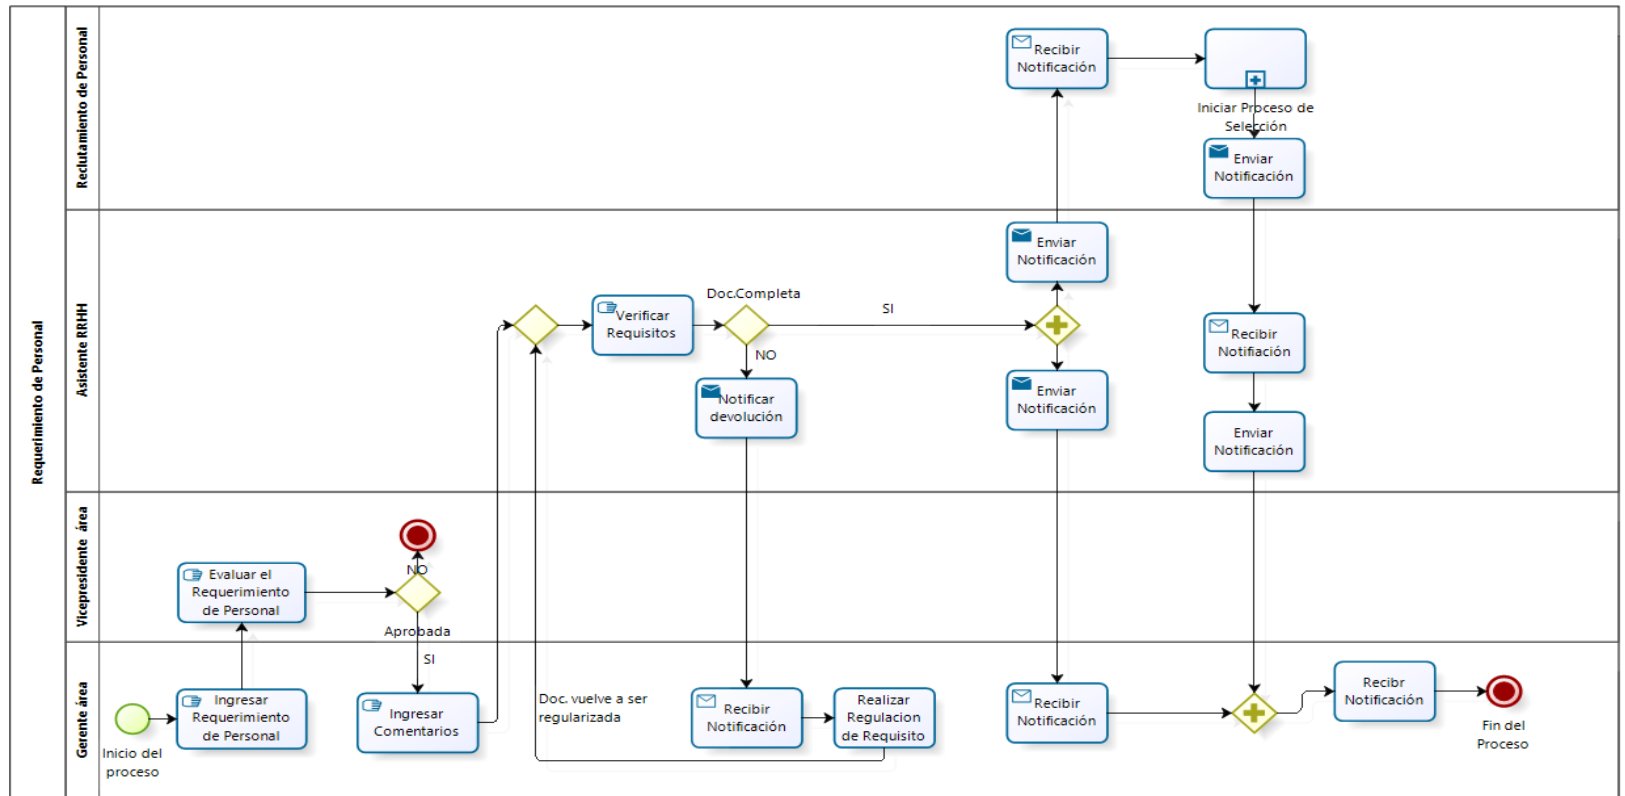 Requerimiento de Personal
Reclutamiento de Personal
Recibir
Notificación
Iniciar Proceso de
Selección
Enviar
Notificación
Asistente RRHH
Enviar
Notificación
Doc.Completa
SI
Verificar
Requisitos
NO
Notificar
devolución
Enviar
Notificación
Recibir
Notifiación
Enviar
Notificación
Vicepresidente área
Evaluar el
Requerimiento
de Personal
NO
Aprobada
Gerente área
SI
Inicio del
proceso
Ingresar
Requerimiento
de Personal
Ingresar
Comentarios
Doc. vuelve a ser
regularizada
Recibir
Notificación
Realizar
Regulacion
de Requisito
Recibir
Notificación
Recibr
Notificación
Fin del
Proceso